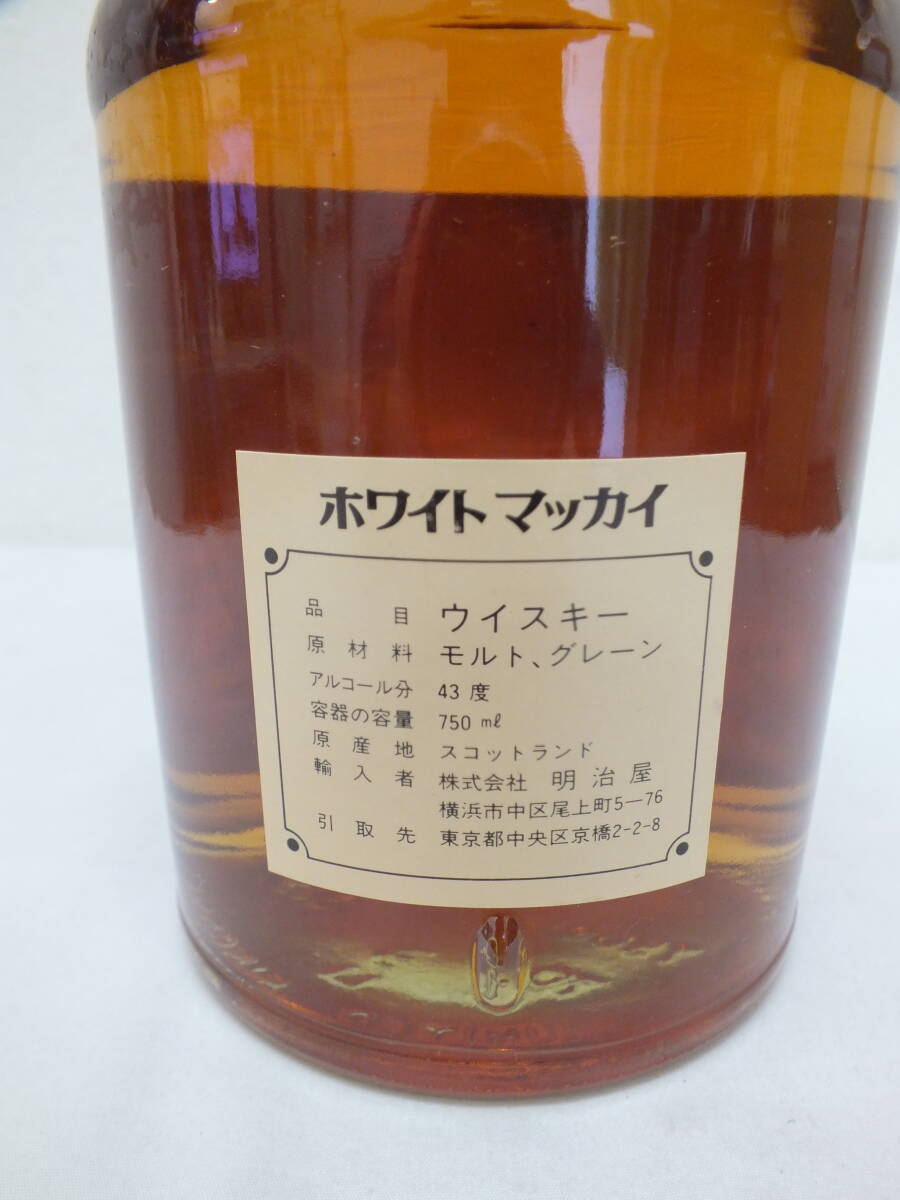 ホワイトマッカイ
品目 ウイスキー
原材料 モルト、グレーン
アルコール分 43度
容器の容量 750ml
原産地 スコットランド
輸入者 株式会社 明治屋
横浜市中区尾上町5-76
引取先 東京都中央区京橋2-2-8